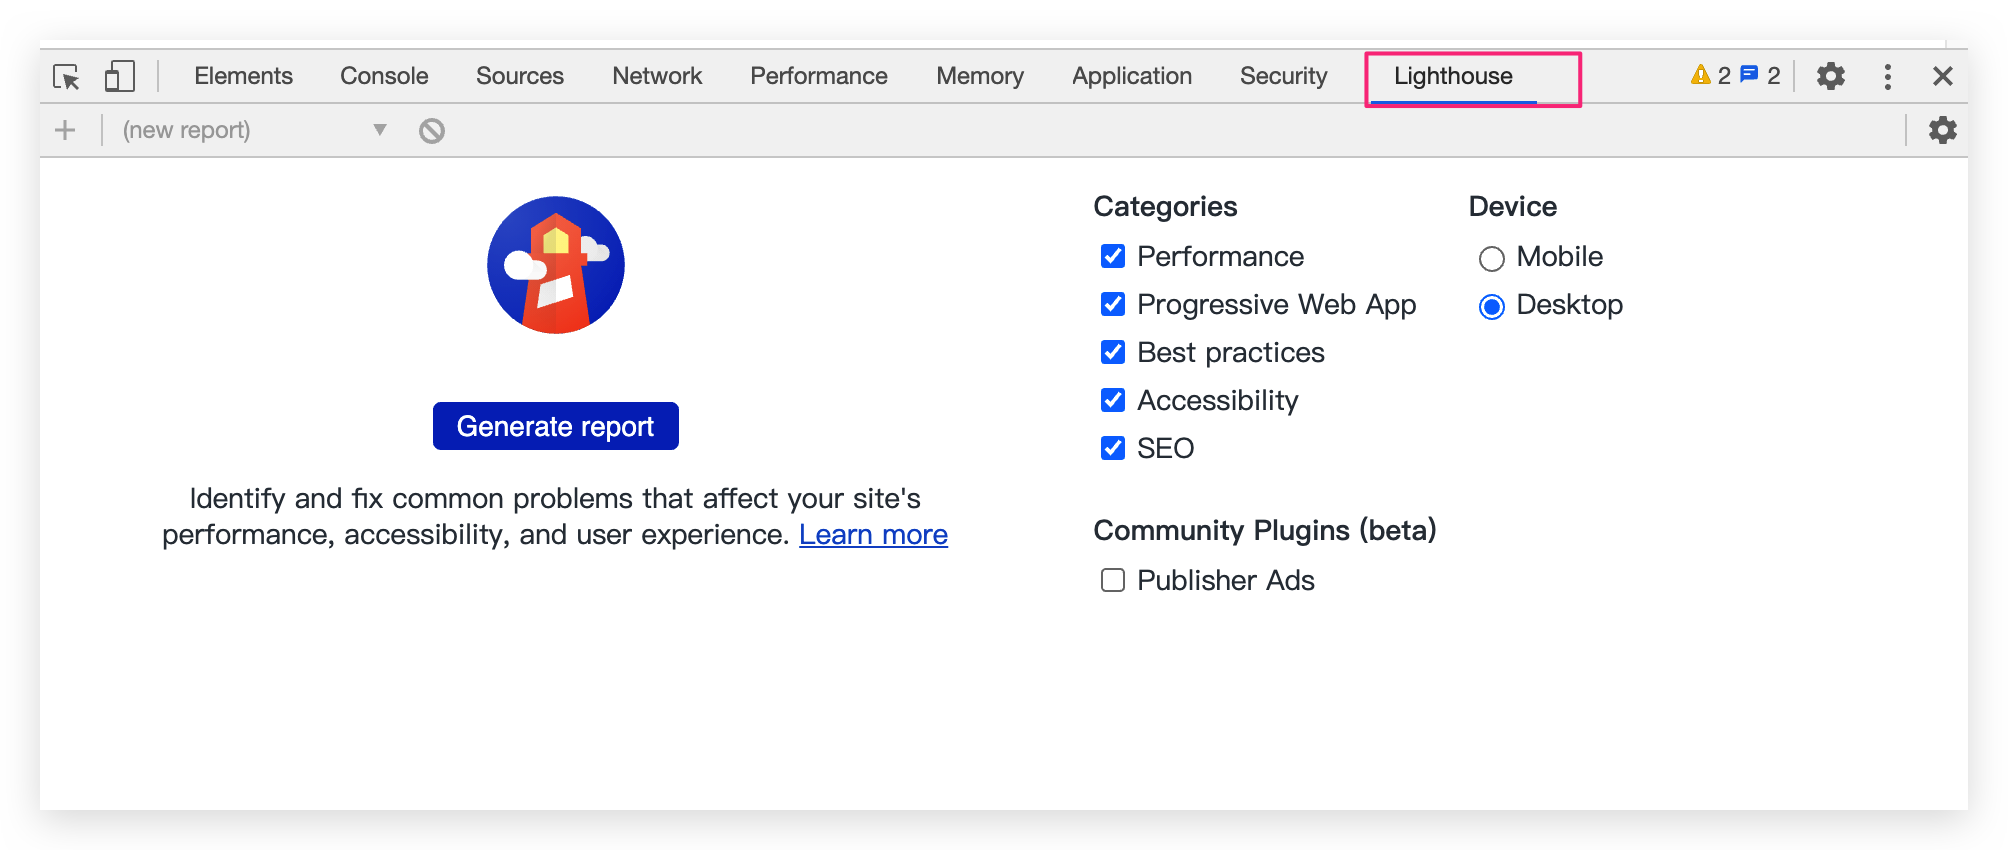 Elements Console Sources Network Performance Memory Application Security Lighthouse 2 2
(new report)
Categories Device
Performance Mobile
Progressive Web App Desktop
Best practices
Accessibility
Generate report
SEO
Identify and fix common problems that affect your site's
performance, accessibility, and user experience. Learn more
Community Plugins (beta)
Publisher Ads